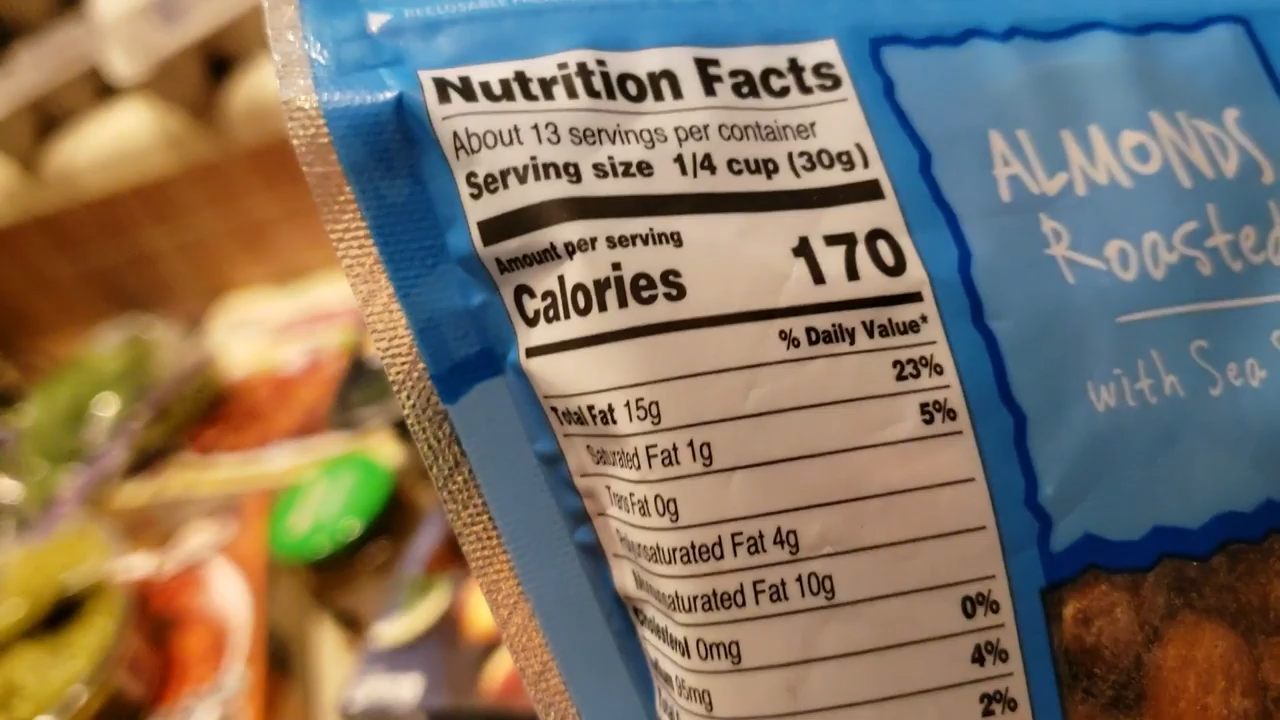 RECLOSABLE
Nutrition Facts
About 13 servings per container
Serving size 1/4 cup (30g)
Amount per serving
Calories 170
% Daily Value*
Total Fat 15g 23%
Saturated Fat 1g 5%
Trans Fat 0g
Polyunsaturated Fat 4g
Monounsaturated Fat 10g
Cholesterol 0mg 0%
95mg 4%
2%
ALMONDS
Roasted
with Sea